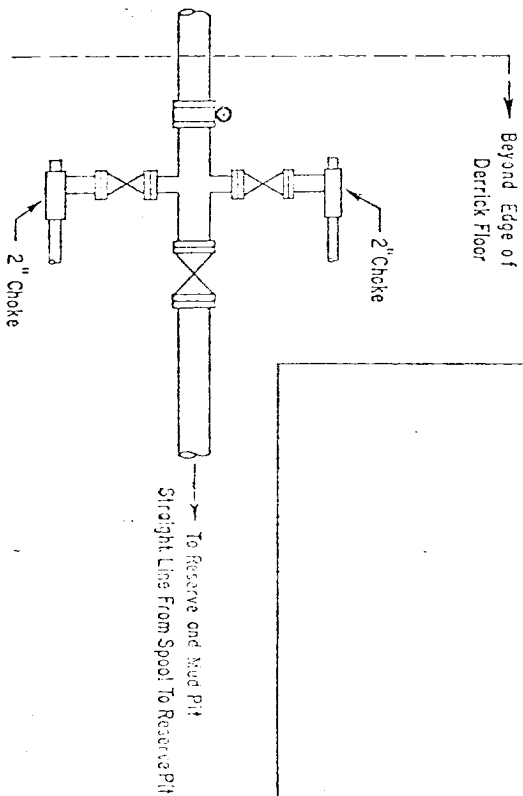 Beyond Edge of
Derrick Floor
2" Choke
2" Choke
To Reserve and Mud Pit
Straight Line From Spool To Reserve Pit